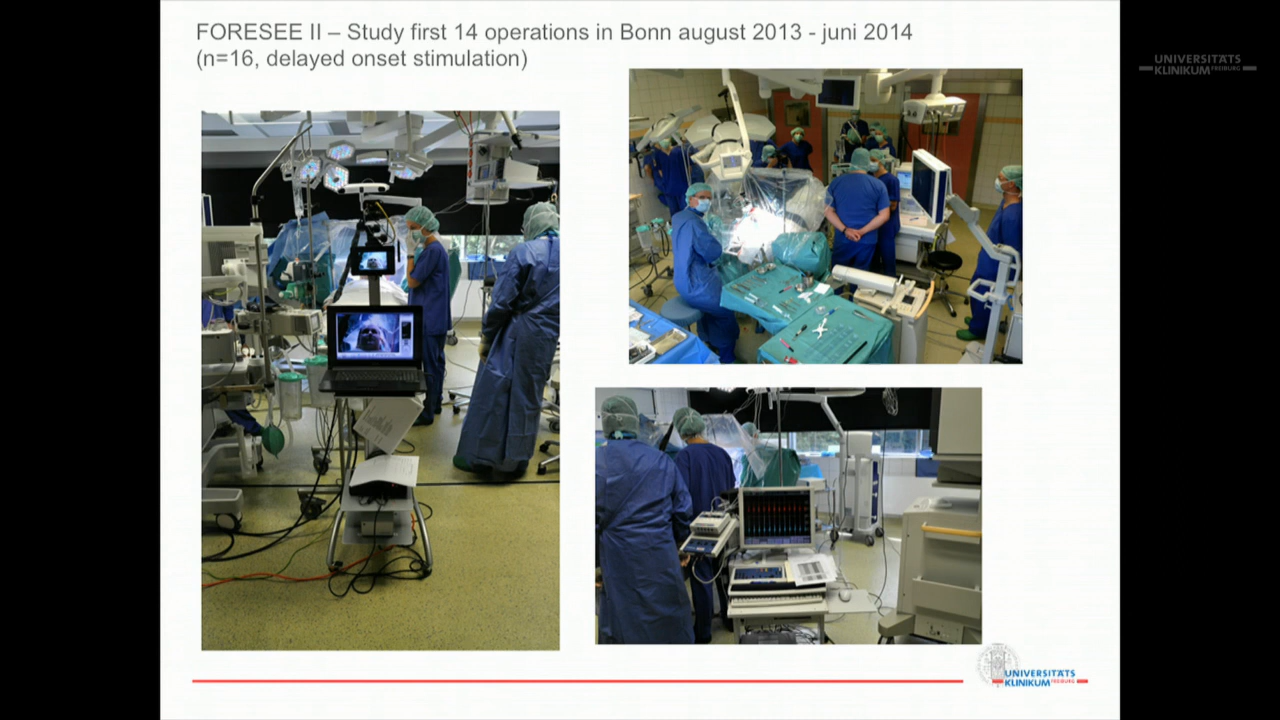 FORESEE II – Study first 14 operations in Bonn august 2013 - juni 2014
(n=16, delayed onset stimulation)
UNIVERSITÄTS
KLINIKUM FREIBURG
UNIVERSITÄTS
KLINIKUM FREIBURG